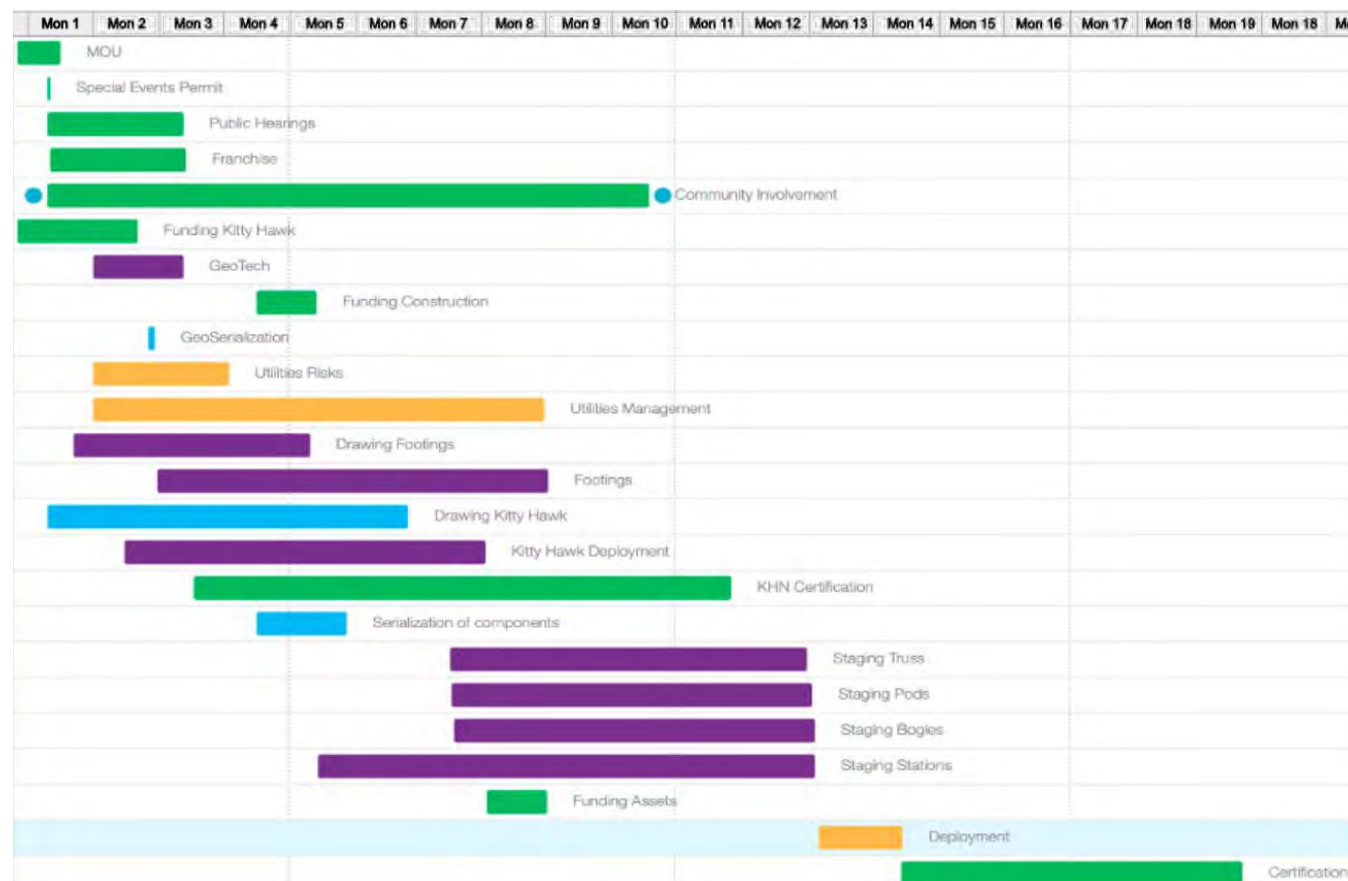 Mon 1 Mon 2 Mon 3 Mon 4 Mon 5 Mon 6 Mon 7 Mon 8 Mon 9 Mon 10 Mon 11 Mon 12 Mon 13 Mon 14 Mon 15 Mon 16 Mon 17 Mon 18 Mon 19 Mon 18 M
MOU
Special Events Permit
Public Hearings
Franchise
Community Involvement
Funding Kitty Hawk
GeoTech
Funding Construction
GeoSerialization
Utilities Risks
Utilities Management
Drawing Footings
Footings
Drawing Kitty Hawk
Kitty Hawk Deployment
KHN Certification
Serialization of components
Staging Truss
Staging Pods
Staging Bogies
Staging Stations
Funding Assets
Deployment
Certification